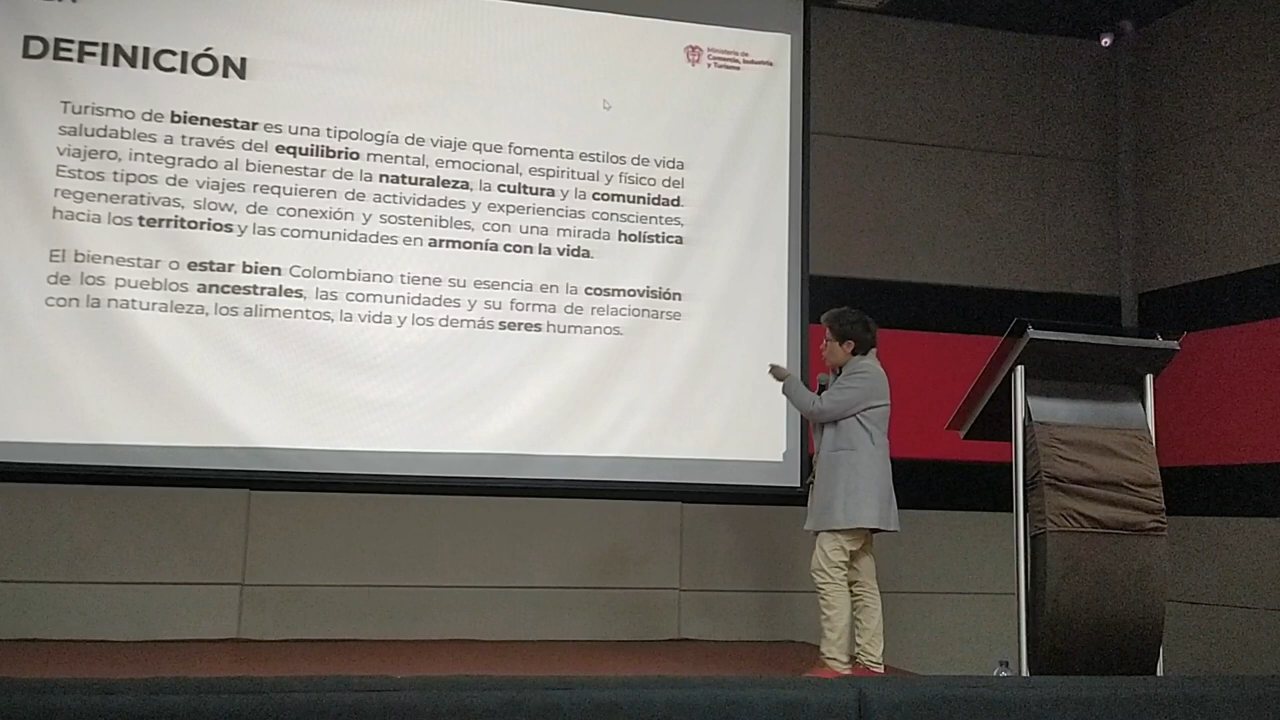 DEFINICIÓN
Ministerio de
Comercio, Industria
y Turismo
Turismo de bienestar es una tipología de viaje que fomenta estilos de vida
saludables a través del equilibrio mental, emocional, espiritual y físico del
viajero, integrado al bienestar de la naturaleza, la cultura y la comunidad.
Estos tipos de viajes requieren de actividades y experiencias conscientes,
regenerativas, slow, de conexión y sostenibles, con una mirada holística
hacia los territorios y las comunidades en armonía con la vida.
El bienestar o estar bien Colombiano tiene su esencia en la cosmovisión
de los pueblos ancestrales, las comunidades y su forma de relacionarse
con la naturaleza, los alimentos, la vida y los demás seres humanos.